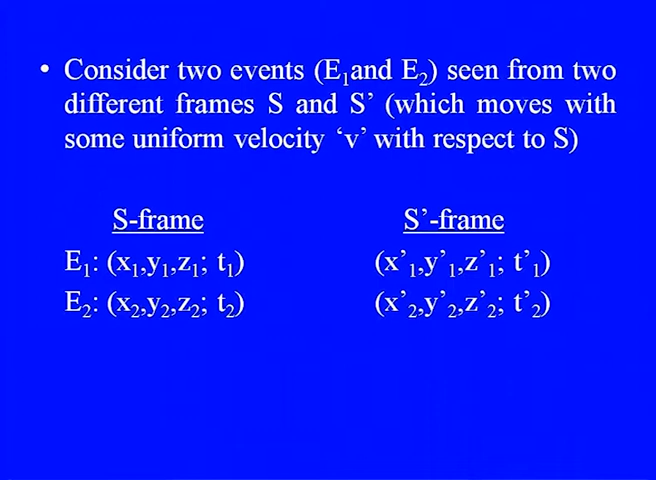 • Consider two events (E₁and E₂) seen from two
different frames S and S’ (which moves with
some uniform velocity ‘v’ with respect to S)
S-frame S’-frame
E₁: (x₁,y₁,z₁; t₁) (x’₁,y’₁,z’₁; t’₁)
E₂: (x₂,y₂,z₂; t₂) (x’₂,y’₂,z’₂; t’₂)